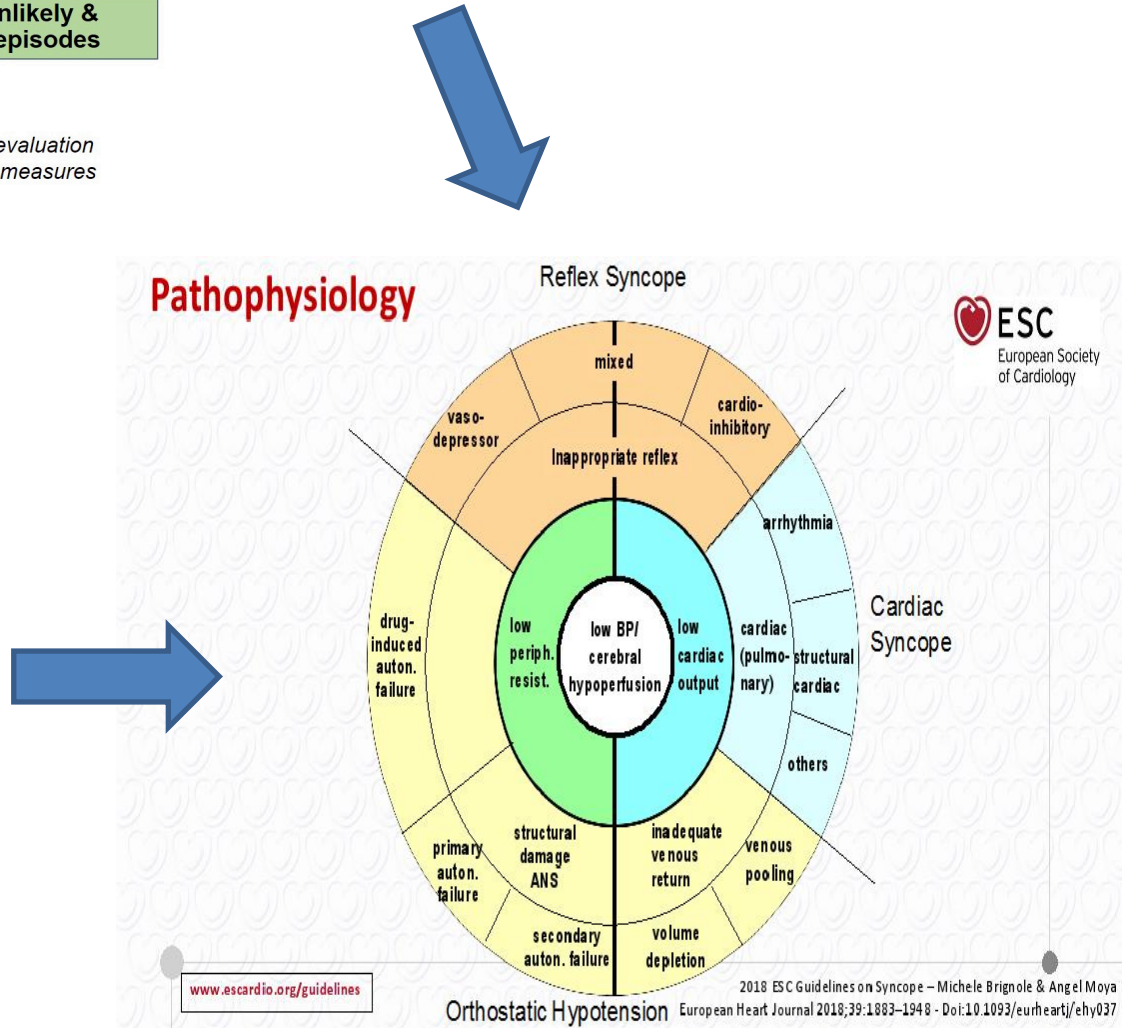 nlikely &
episodes
evaluation
measures
Pathophysiology
Reflex Syncope
ESC
European Society
of Cardiology
mixed
vaso-
depressor
cardio-
inhibitory
Inappropriate reflex
arrhythmia
Cardiac
Syncope
drug-
induced
auton.
failure
low
periph.
resist.
low BP/
cerebral
hypoperfusion
low
cardiac
output
cardiac
(pulmo-
nary)
structural
cardiac
others
structural
damage
ANS
inadequate
venous
return
venous
pooling
primary
auton.
failure
secondary
auton. failure
volume
depletion
www.escardio.org/guidelines
Orthostatic Hypotension
2018 ESC Guidelines on Syncope – Michele Brignole & Angel Moya
European Heart Journal 2018;39:1883–1948 - Doi:10.1093/eurheartj/ehy037